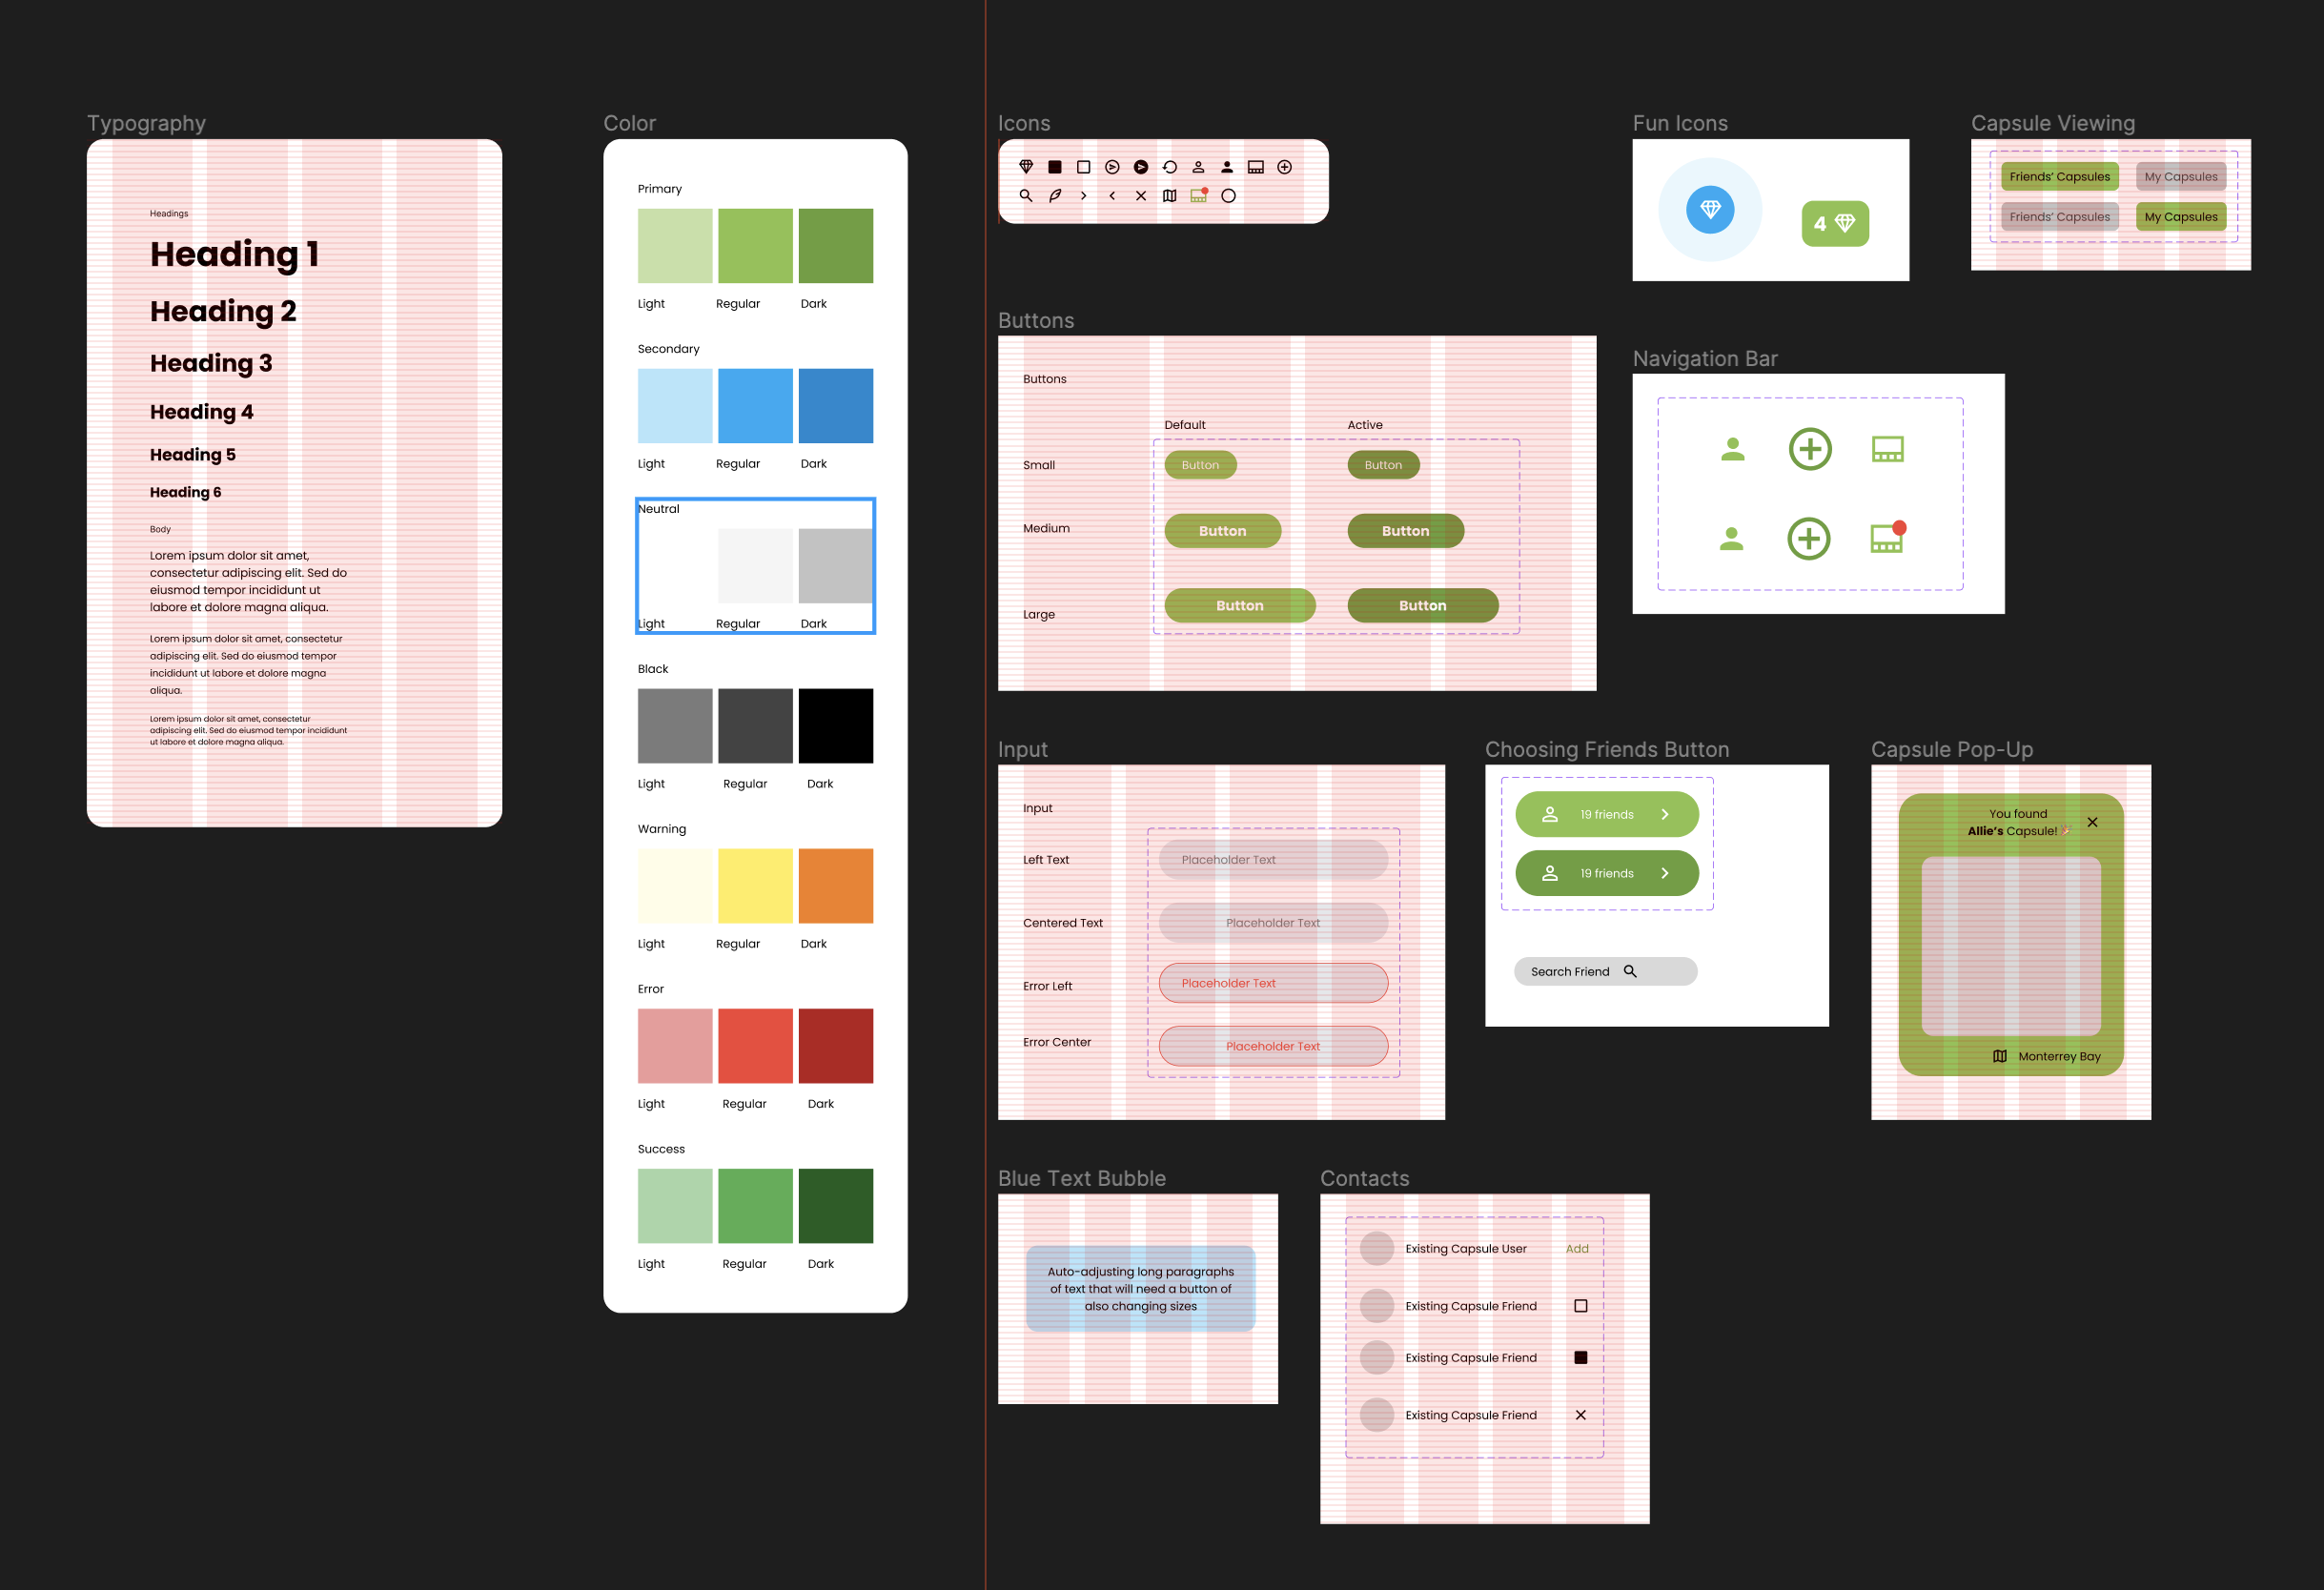 Typography
Headings
Heading 1
Heading 2
Heading 3
Heading 4
Heading 5
Heading 6
Body
Lorem ipsum dolor sit amet,
consectetur adipiscing elit. Sed do
eiusmod tempor incididunt ut
labore et dolore magna aliqua.
Lorem ipsum dolor sit amet, consectetur
adipiscing elit. Sed do eiusmod tempor
incididunt ut labore et dolore magna
aliqua.
Lorem ipsum dolor sit amet, consectetur
adipiscing elit. Sed do eiusmod tempor incididunt
ut labore et dolore magna aliqua.
Color
Primary
Light Regular Dark
Secondary
Light Regular Dark
Neutral
Light Regular Dark
Black
Light Regular Dark
Warning
Light Regular Dark
Error
Light Regular Dark
Success
Light Regular Dark
Icons
Buttons
Buttons
Default Active
Small Button Button
Medium Button Button
Large Button Button
Fun Icons
4
Capsule Viewing
Friends’ Capsules My Capsules
Friends’ Capsules My Capsules
Navigation Bar
Input
Input
Left Text Placeholder Text
Centered Text Placeholder Text
Error Left Placeholder Text
Error Center Placeholder Text
Choosing Friends Button
19 friends
19 friends
Search Friend
Capsule Pop-Up
You found
Allie’s Capsule! 🎉
Monterrey Bay
Blue Text Bubble
Auto-adjusting long paragraphs
of text that will need a button of
also changing sizes
Contacts
Existing Capsule User Add
Existing Capsule Friend
Existing Capsule Friend
Existing Capsule Friend